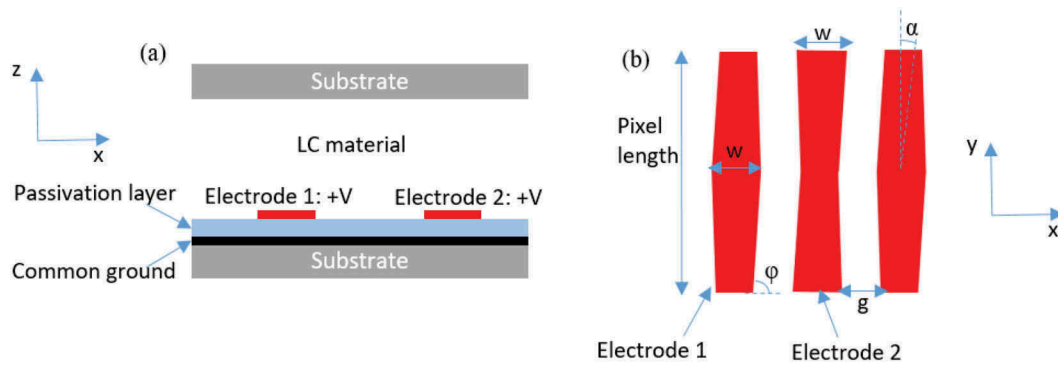 (a)
z
x
Substrate
LC material
Passivation layer
Electrode 1: +V
Electrode 2: +V
Common ground
Substrate
(b)
w
α
Pixel
length
w
y
x
φ
g
Electrode 1
Electrode 2